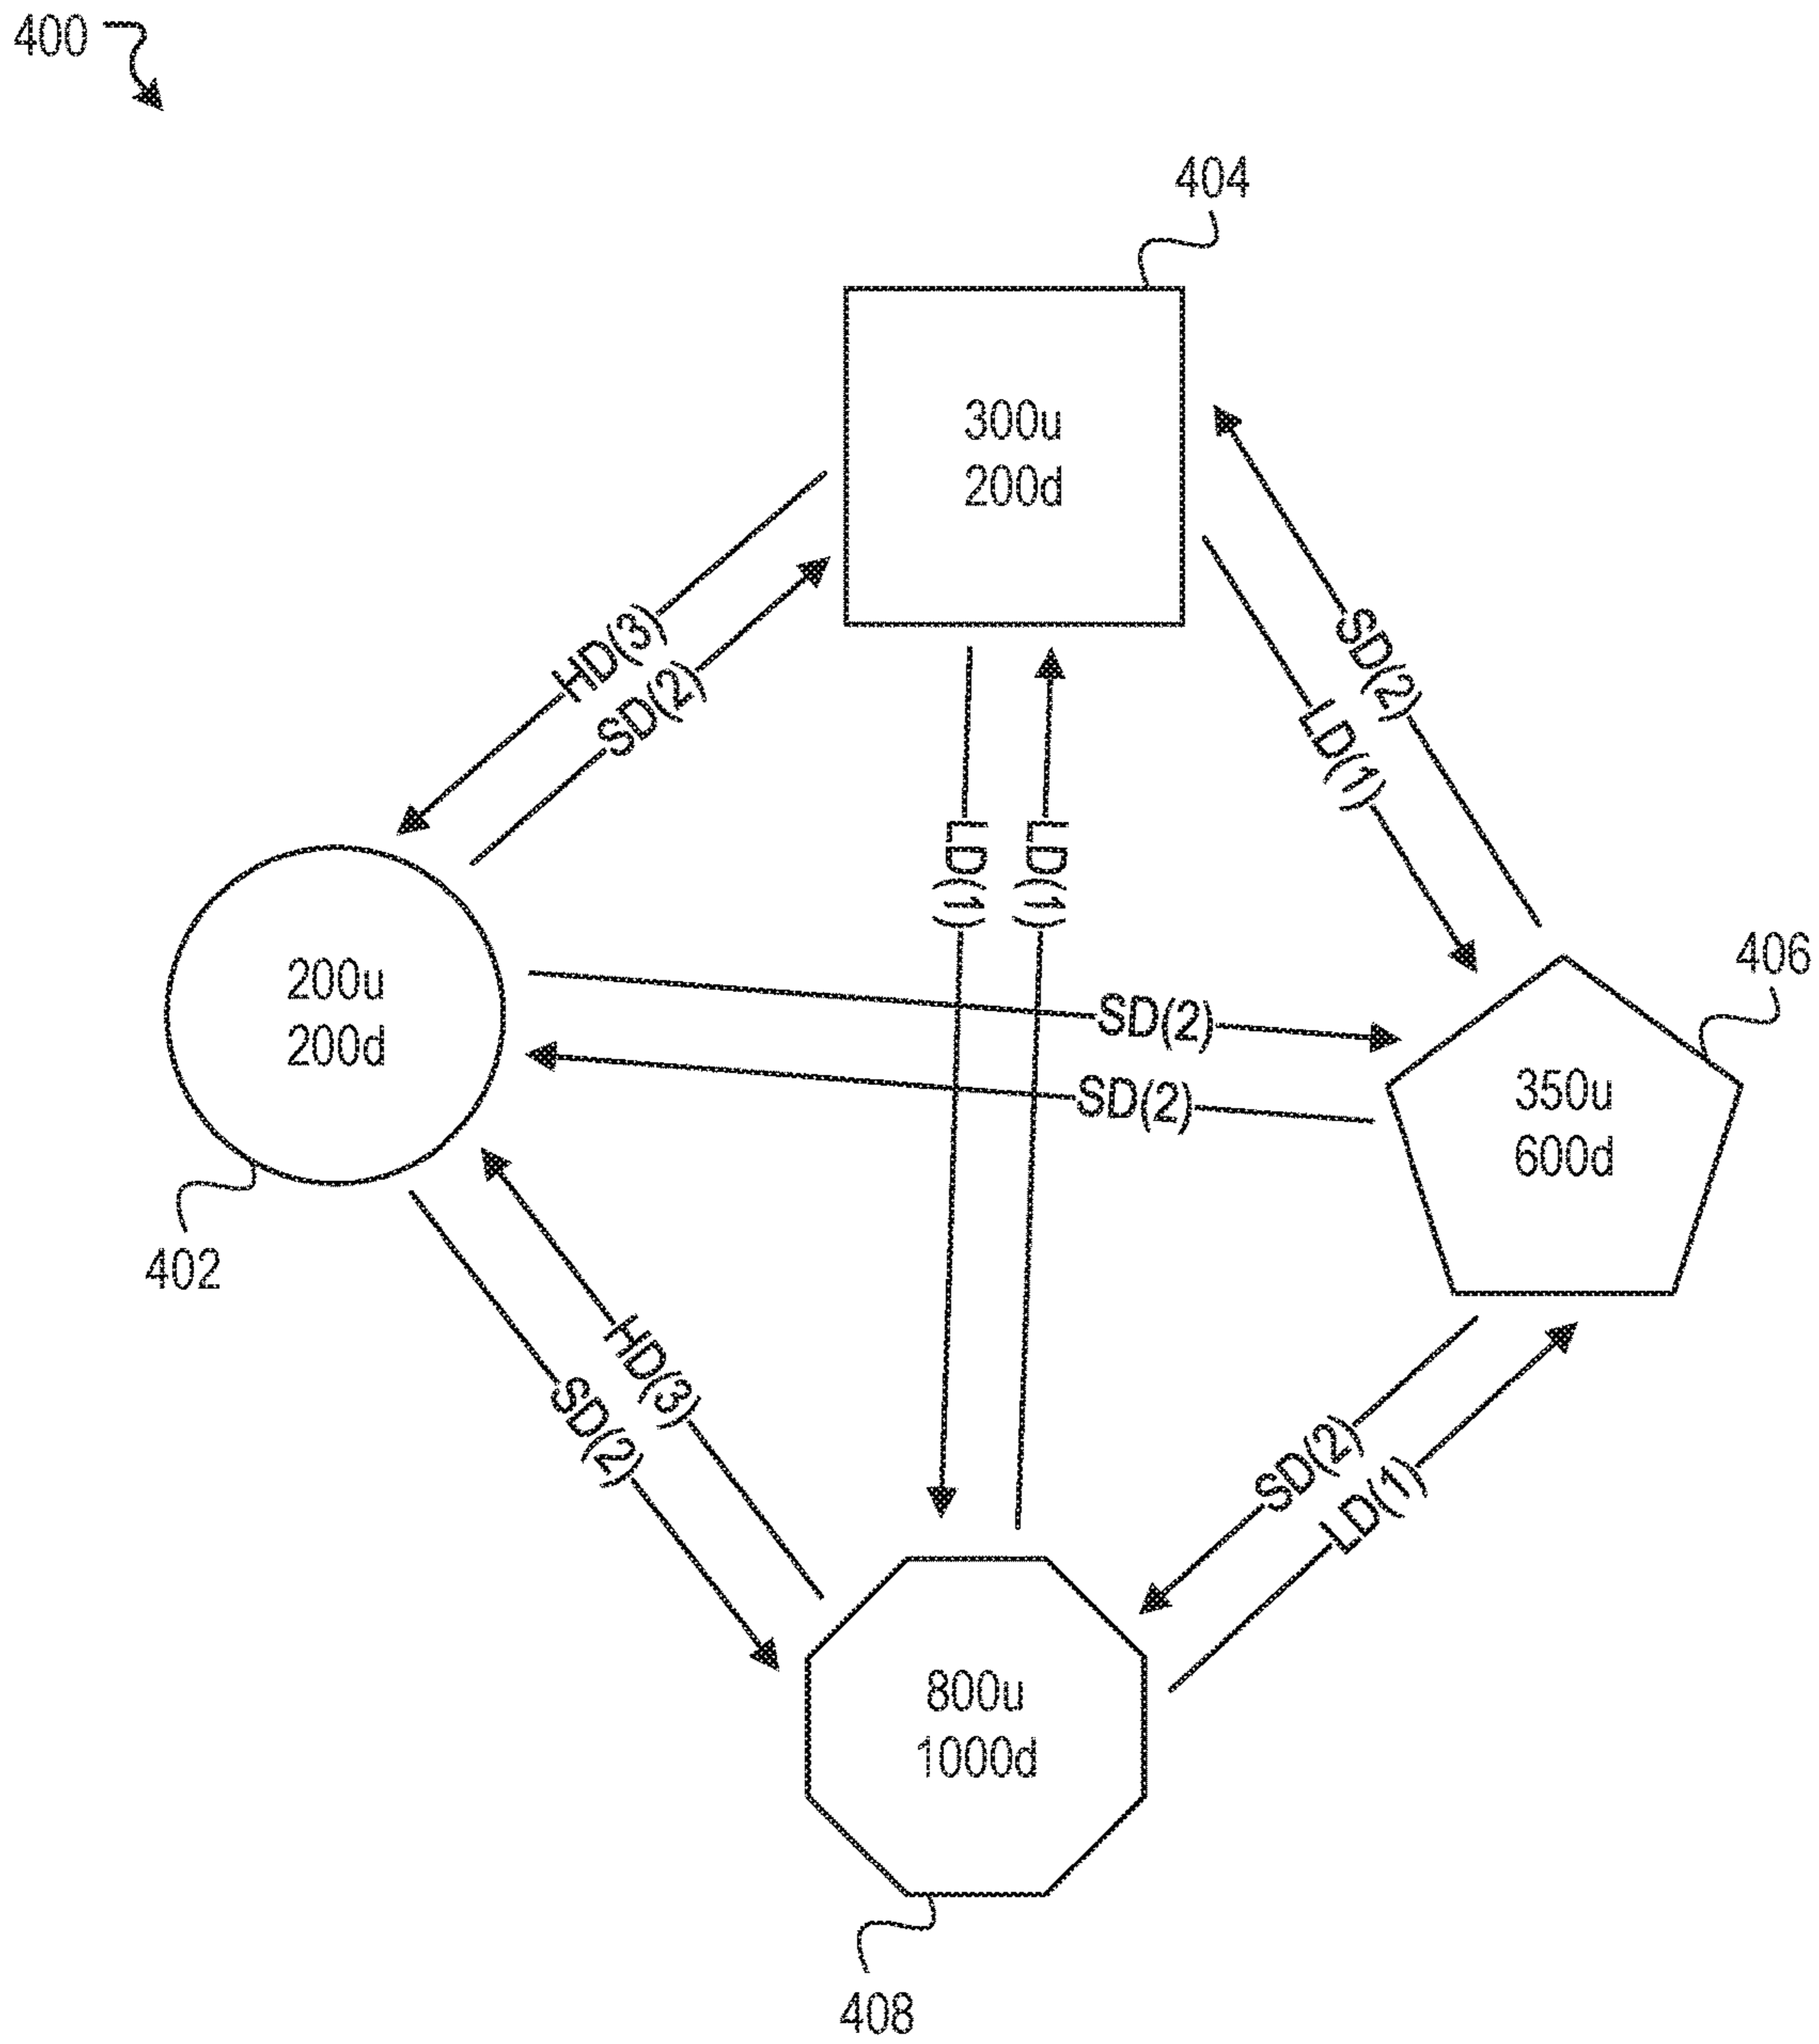 400
404
300u
200d
HD(3)
SD(2)
SD(2)
LD(1)
LD(1)
LD(1)
406
200u
200d
SD(2)
SD(2)
350u
600d
402
HD(3)
SD(2)
SD(2)
LD(1)
800u
1000d
408